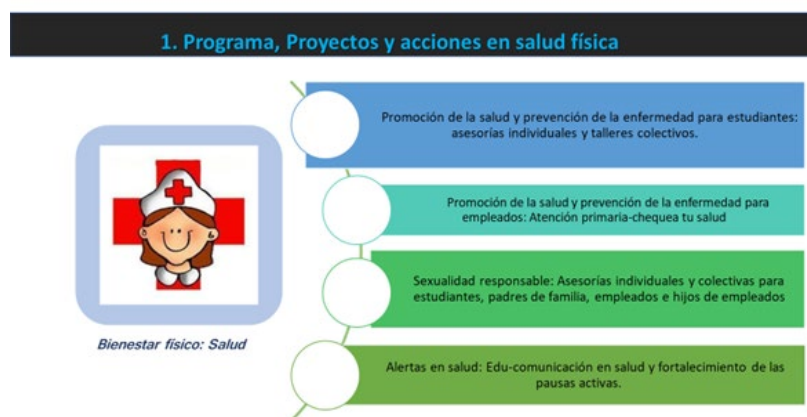 1. Programa, Proyectos y acciones en salud física
Promoción de la salud y prevención de la enfermedad para estudiantes:
asesorías individuales y talleres colectivos.
Promoción de la salud y prevención de la enfermedad para
empleados: Atención primaria-chequea tu salud
Sexualidad responsable: Asesorías individuales y colectivas para
estudiantes, padres de familia, empleados e hijos de empleados
Alertas en salud: Edu-comunicación en salud y fortalecimiento de las
pausas activas.
Bienestar físico: Salud